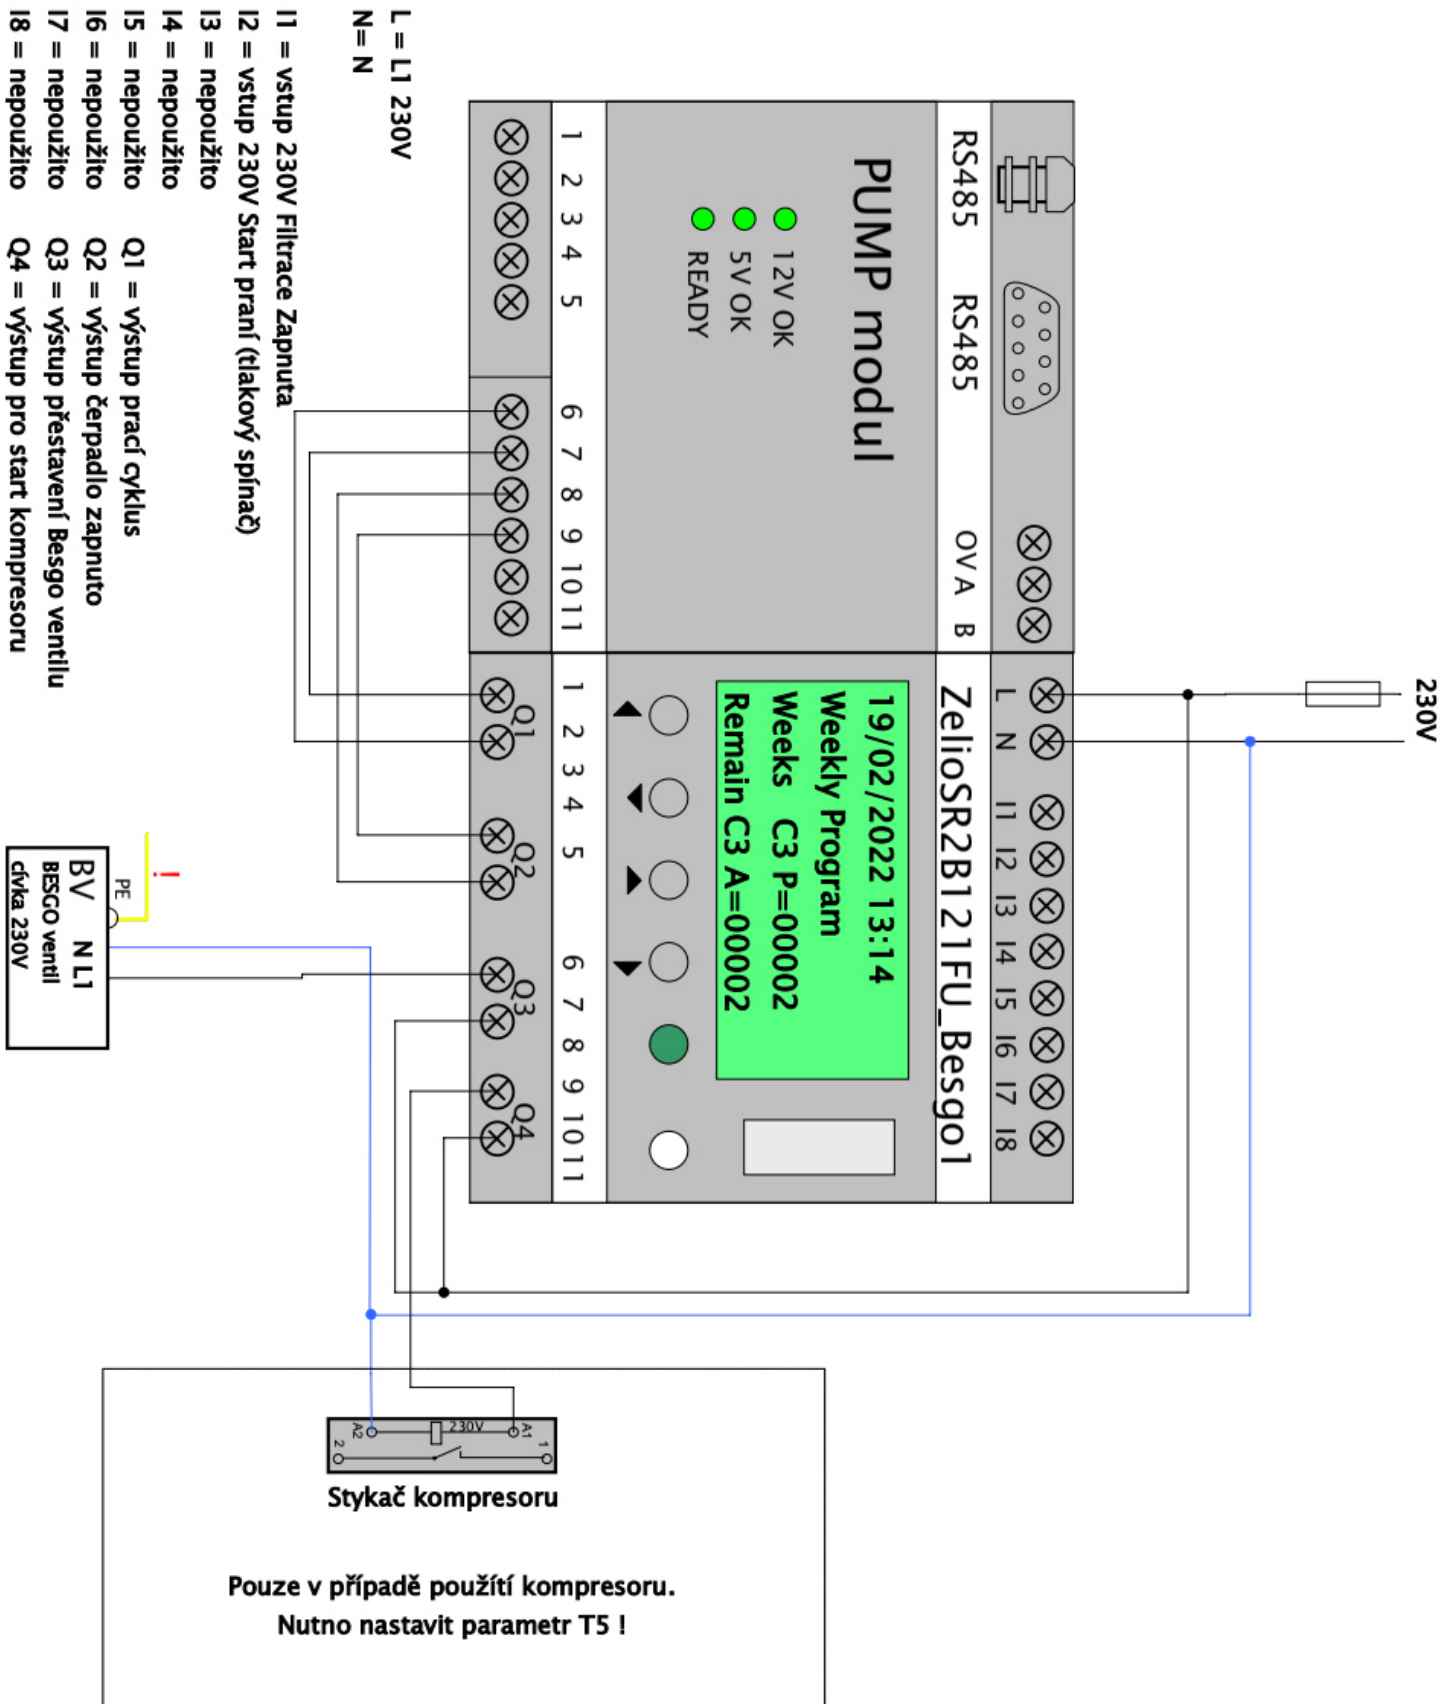 230V
RS485 RS485 OV A B
L N I1 I2 I3 I4 I5 I6 I7 I8
ZelioSR2B121FU_Besgo1
PUMP modul
12V OK
5V OK
READY
19/02/2022 13:14
Weekly Program
Weeks C3 P=00002
Remain C3 A=00002
1 2 3 4 5 6 7 8 9 10 11
1 2 3 4 5 6 7 8 9 10 11
Q1 Q2 Q3 Q4
L = L1 230V
N= N
I1 = vstup 230V Filtrace Zapnuta
I2 = vstup 230V Start praní (tlakový spínač)
I3 = nepoužito
I4 = nepoužito
I5 = nepoužito
I6 = nepoužito
I7 = nepoužito
I8 = nepoužito
Q1 = výstup prací cyklus
Q2 = výstup čerpadlo zapnuto
Q3 = výstup přestavení Besgo ventilu
Q4 = výstup pro start kompresoru
!
PE
BV N L1
BESGO ventil
cívka 230V
A2 230V A1
2 1
Stykač kompresoru
Pouze v případě použítí kompresoru.
Nutno nastavit parametr T5 !